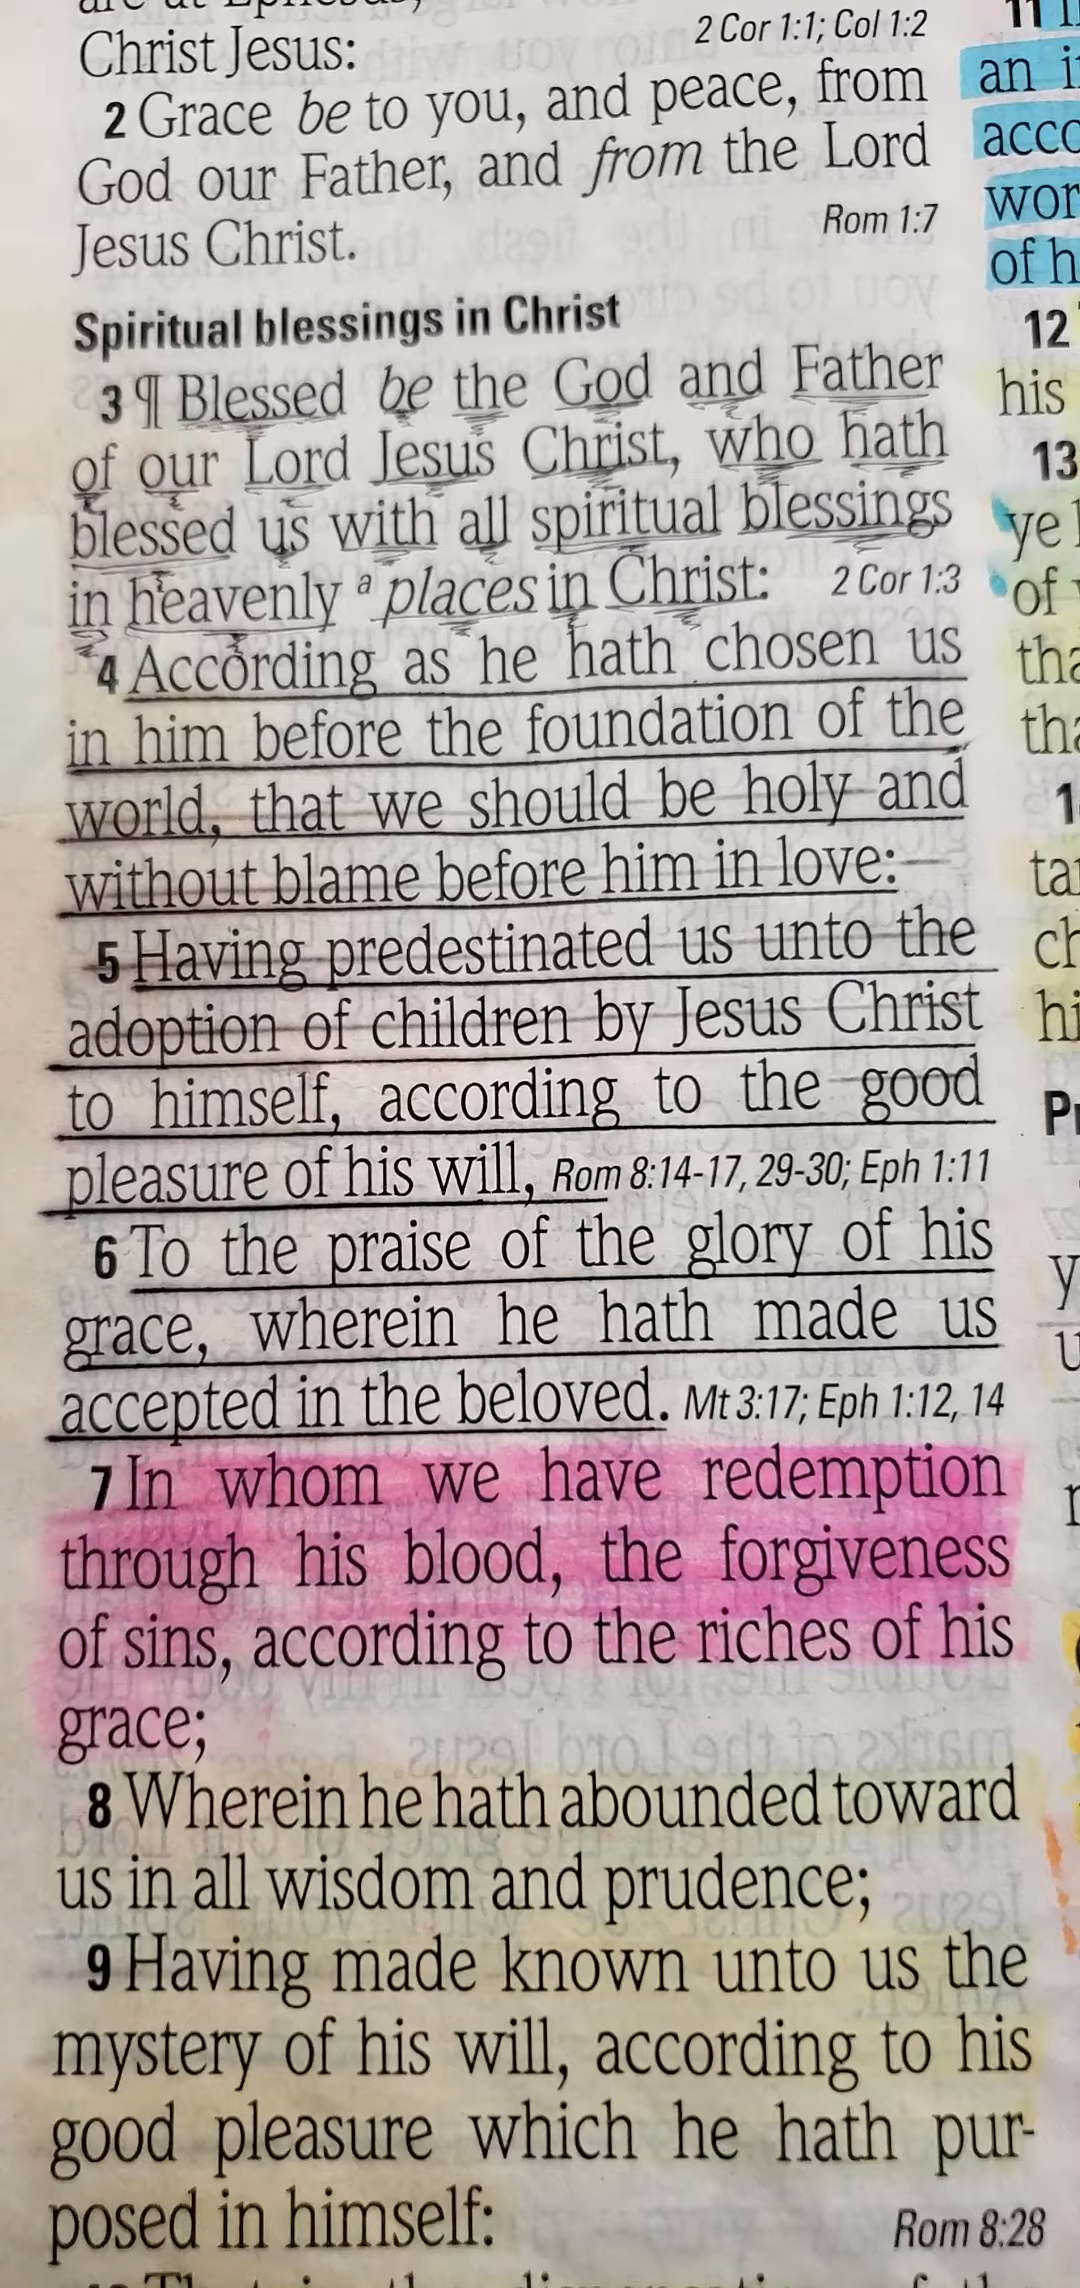 are at Ephesus,
Christ Jesus: 2 Cor 1:1; Col 1:2
2 Grace be to you, and peace, from
God our Father, and from the Lord
Jesus Christ. Rom 1:7
Spiritual blessings in Christ
3 ¶ Blessed be the God and Father
of our Lord Jesus Christ, who hath
blessed us with all spiritual blessings
in heavenly a places in Christ: 2 Cor 1:3
4 According as he hath chosen us
in him before the foundation of the
world, that we should be holy and
without blame before him in love:
5 Having predestinated us unto the
adoption of children by Jesus Christ
to himself, according to the good
pleasure of his will, Rom 8:14-17, 29-30; Eph 1:11
6 To the praise of the glory of his
grace, wherein he hath made us
accepted in the beloved. Mt 3:17; Eph 1:12, 14
7 In whom we have redemption
through his blood, the forgiveness
of sins, according to the riches of his
grace;
8 Wherein he hath abounded toward
us in all wisdom and prudence;
9 Having made known unto us the
mystery of his will, according to his
good pleasure which he hath pur-
posed in himself: Rom 8:28
11
an
acco
wor
of h
12
his
13
ye
of
tha
tha
1
tai
ch
hi